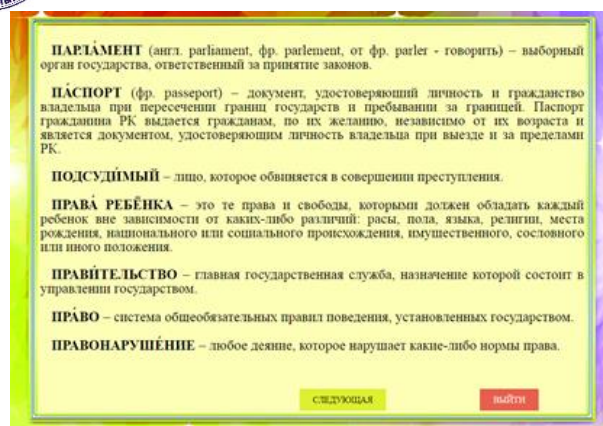 ПАРЛА́МЕНТ (англ. parliament, фр. parlement, от фр. parler - говорить) – выборный
орган государства, ответственный за принятие законов.
ПА́СПОРТ (фр. passeport) – документ, удостоверяющий личность и гражданство
владельца при пересечении границ государств и пребывании за границей. Паспорт
гражданина РК выдается гражданам, по их желанию, независимо от их возраста и
является документом, удостоверяющим личность владельца при выезде и за пределами
РК.
ПОДСУДИ́МЫЙ – лицо, которое обвиняется в совершении преступления.
ПРАВА́ РЕБЁНКА – это те права и свободы, которыми должен обладать каждый
ребенок вне зависимости от каких-либо различий: расы, пола, языка, религии, места
рождения, национального или социального происхождения, имущественного, сословного
или иного положения.
ПРАВИ́ТЕЛЬСТВО – главная государственная служба, назначение которой состоит в
управлении государством.
ПРА́ВО – система общеобязательных правил поведения, установленных государством.
ПРАВОНАРУШЕ́НИЕ – любое деяние, которое нарушает какие-либо нормы права.
СЛЕДУЮЩАЯ
ВЫЙТИ